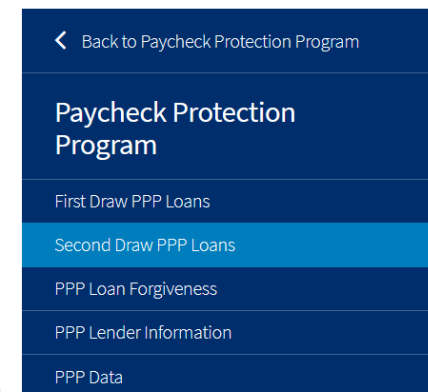 Back to Paycheck Protection Program
Paycheck Protection
Program
First Draw PPP Loans
Second Draw PPP Loans
PPP Loan Forgiveness
PPP Lender Information
PPP Data